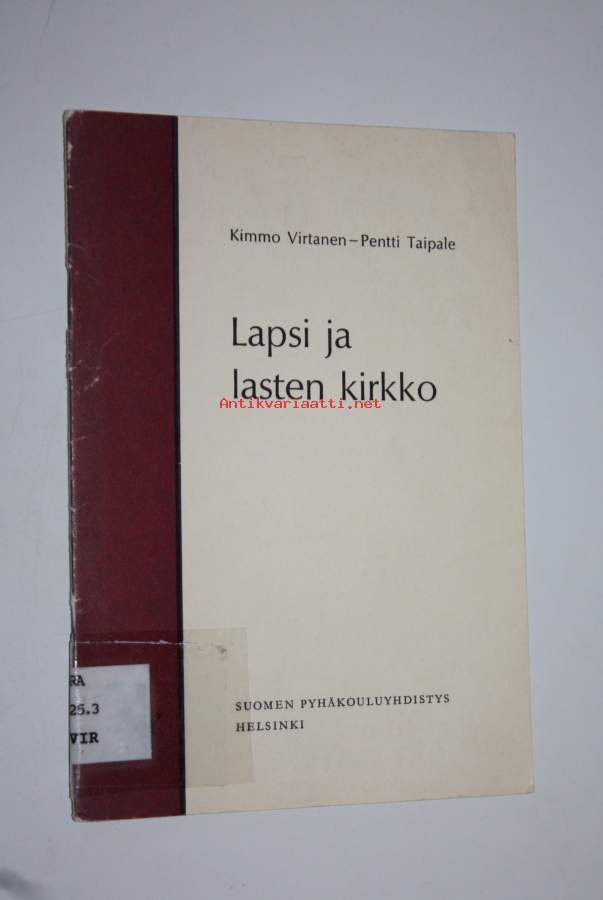 Kimmo Virtanen – Pentti Taipale
Lapsi ja
lasten kirkko
Antikvariaatti.net
SUOMEN PYHÄKOULUYHDISTYS
HELSINKI
RA
25.3
VIR